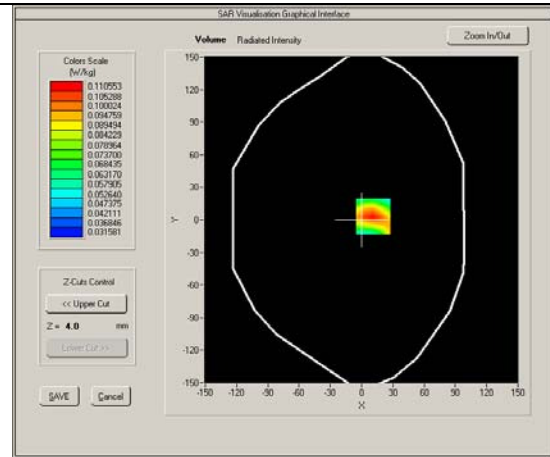 SAR Visualisation Graphical Interface
Volume Radiated Intensity
Zoom In/Out
Colors Scale
(W/kg)
0.110553
0.105288
0.100024
0.094759
0.089494
0.084229
0.078964
0.073700
0.068435
0.063170
0.057905
0.052640
0.047375
0.042111
0.036846
0.031581
Z-Cuts Control
<< Upper Cut
Z = 4.0 mm
Lower Cut >>
SAVE Cancel
150
120
90
60
30
0
-30
-60
-90
-120
-150
Y
-150 -120 -90 -60 -30 0 30 60 90 120 150
X